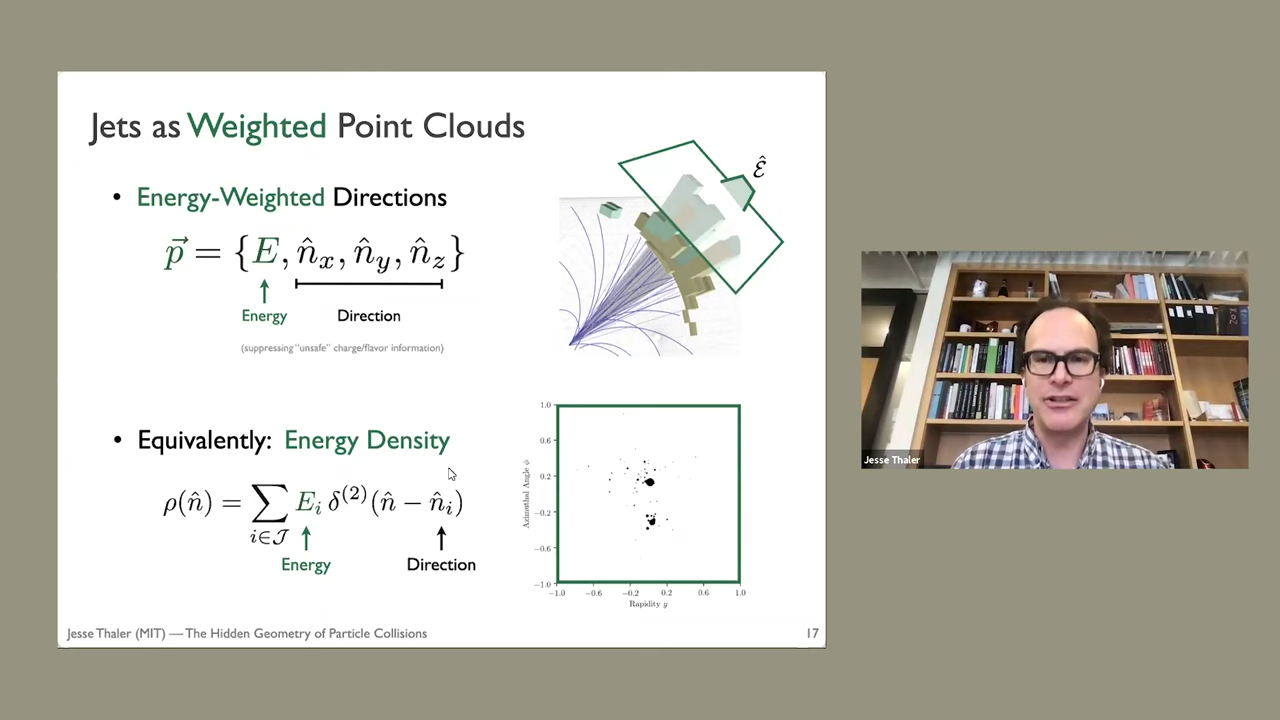 Jets as Weighted Point Clouds
• Energy-Weighted Directions
p⃗ = {E, n̂ₓ, n̂ᵧ, n̂_z}
Energy
Direction
(suppressing "unsafe" charge/flavor information)
Ɛ̂
• Equivalently: Energy Density
ρ(n̂) = ∑ Eᵢ δ⁽²⁾(n̂ − n̂ᵢ)
i∈𝒥
Energy
Direction
1.0
0.6
0.2
−0.2
−0.6
−1.0
Azimuthal Angle ϕ
−1.0 −0.6 −0.2 0.2 0.6 1.0
Rapidity y
Jesse Thaler (MIT) — The Hidden Geometry of Particle Collisions
17
Jesse Thaler